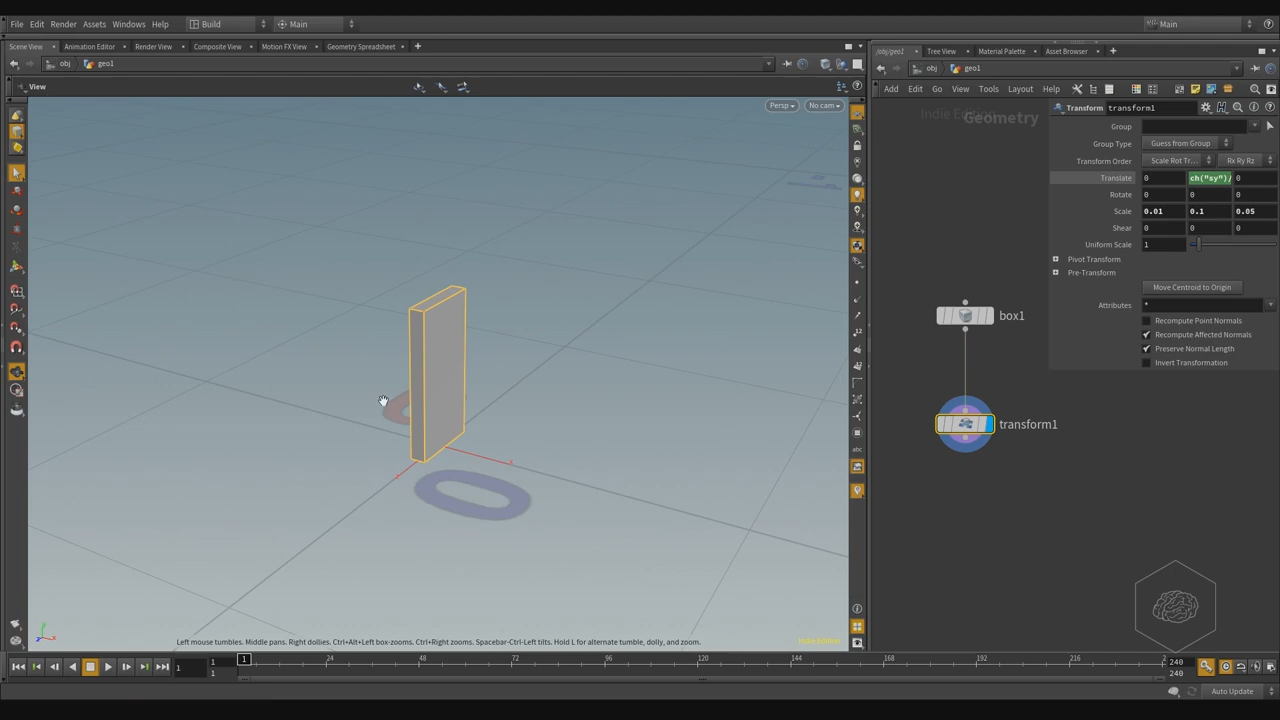 File Edit Render Assets Windows Help Build Main Main
Scene View Animation Editor Render View Composite View Motion FX View Geometry Spreadsheet
obj geo1
View
Persp No cam
Left mouse tumbles. Middle pans. Right dollies. Ctrl+Alt+Left box-zooms. Ctrl+Right zooms. Spacebar-Ctrl-Left tilts. Hold L for alternate tumble, dolly, and zoom.
Indie Edition
/obj/geo1 Tree View Material Palette Asset Browser
obj geo1
Add Edit Go View Tools Layout Help
Indie Edition
Geometry
Transform transform1
Group
Group Type Guess from Group
Transform Order Scale Rot Tr... Rx Ry Rz
Translate 0 ch("sy")/ 0
Rotate 0 0 0
Scale 0.01 0.1 0.05
Shear 0 0 0
Uniform Scale 1
Pivot Transform
Pre-Transform
Move Centroid to Origin
Attributes *
Recompute Point Normals
Recompute Affected Normals
Preserve Normal Length
Invert Transformation
box1
transform1
1 1 1 1 24 48 72 96 120 144 168 192 216 2 240 240
Auto Update